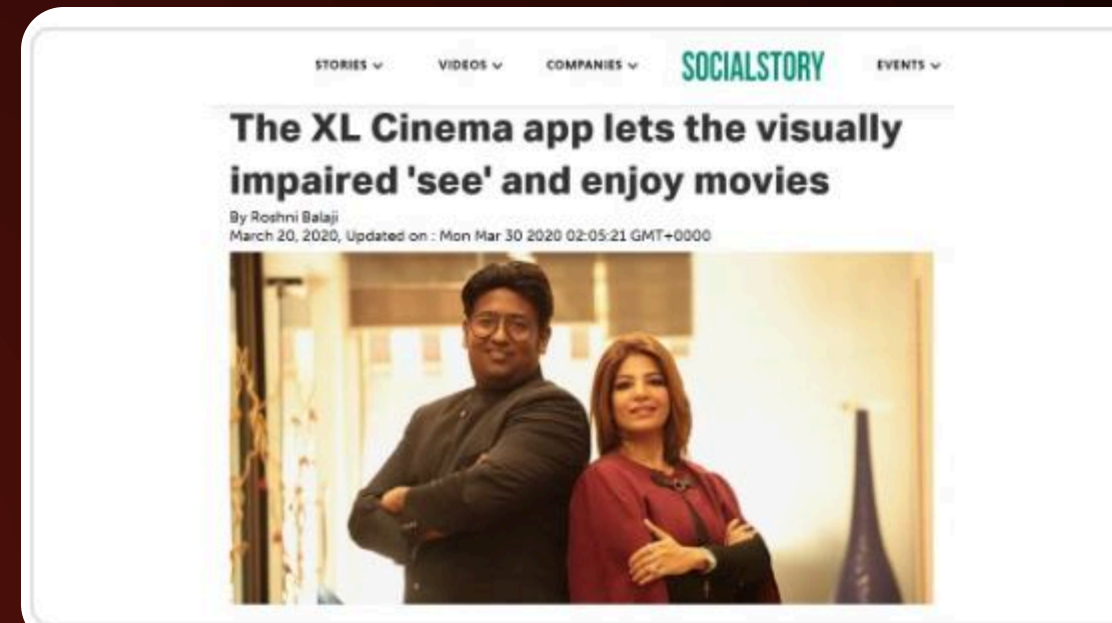 STORIES VIDEOS COMPANIES SOCIALSTORY EVENTS
The XL Cinema app lets the visually
impaired 'see' and enjoy movies
By Roshni Balaji
March 20, 2020, Updated on : Mon Mar 30 2020 02:05:21 GMT+0000